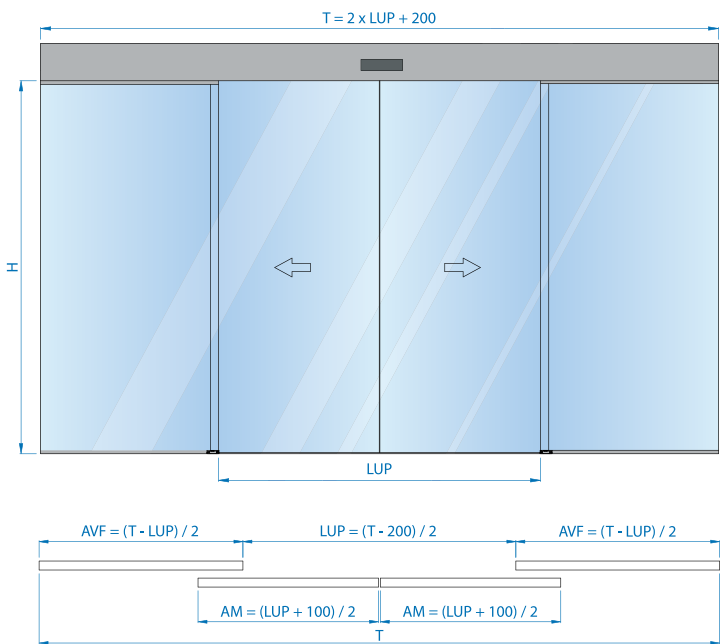 T = 2 x LUP + 200
H
LUP
AVF = (T - LUP) / 2 LUP = (T - 200) / 2 AVF = (T - LUP) / 2
AM = (LUP + 100) / 2 AM = (LUP + 100) / 2
T